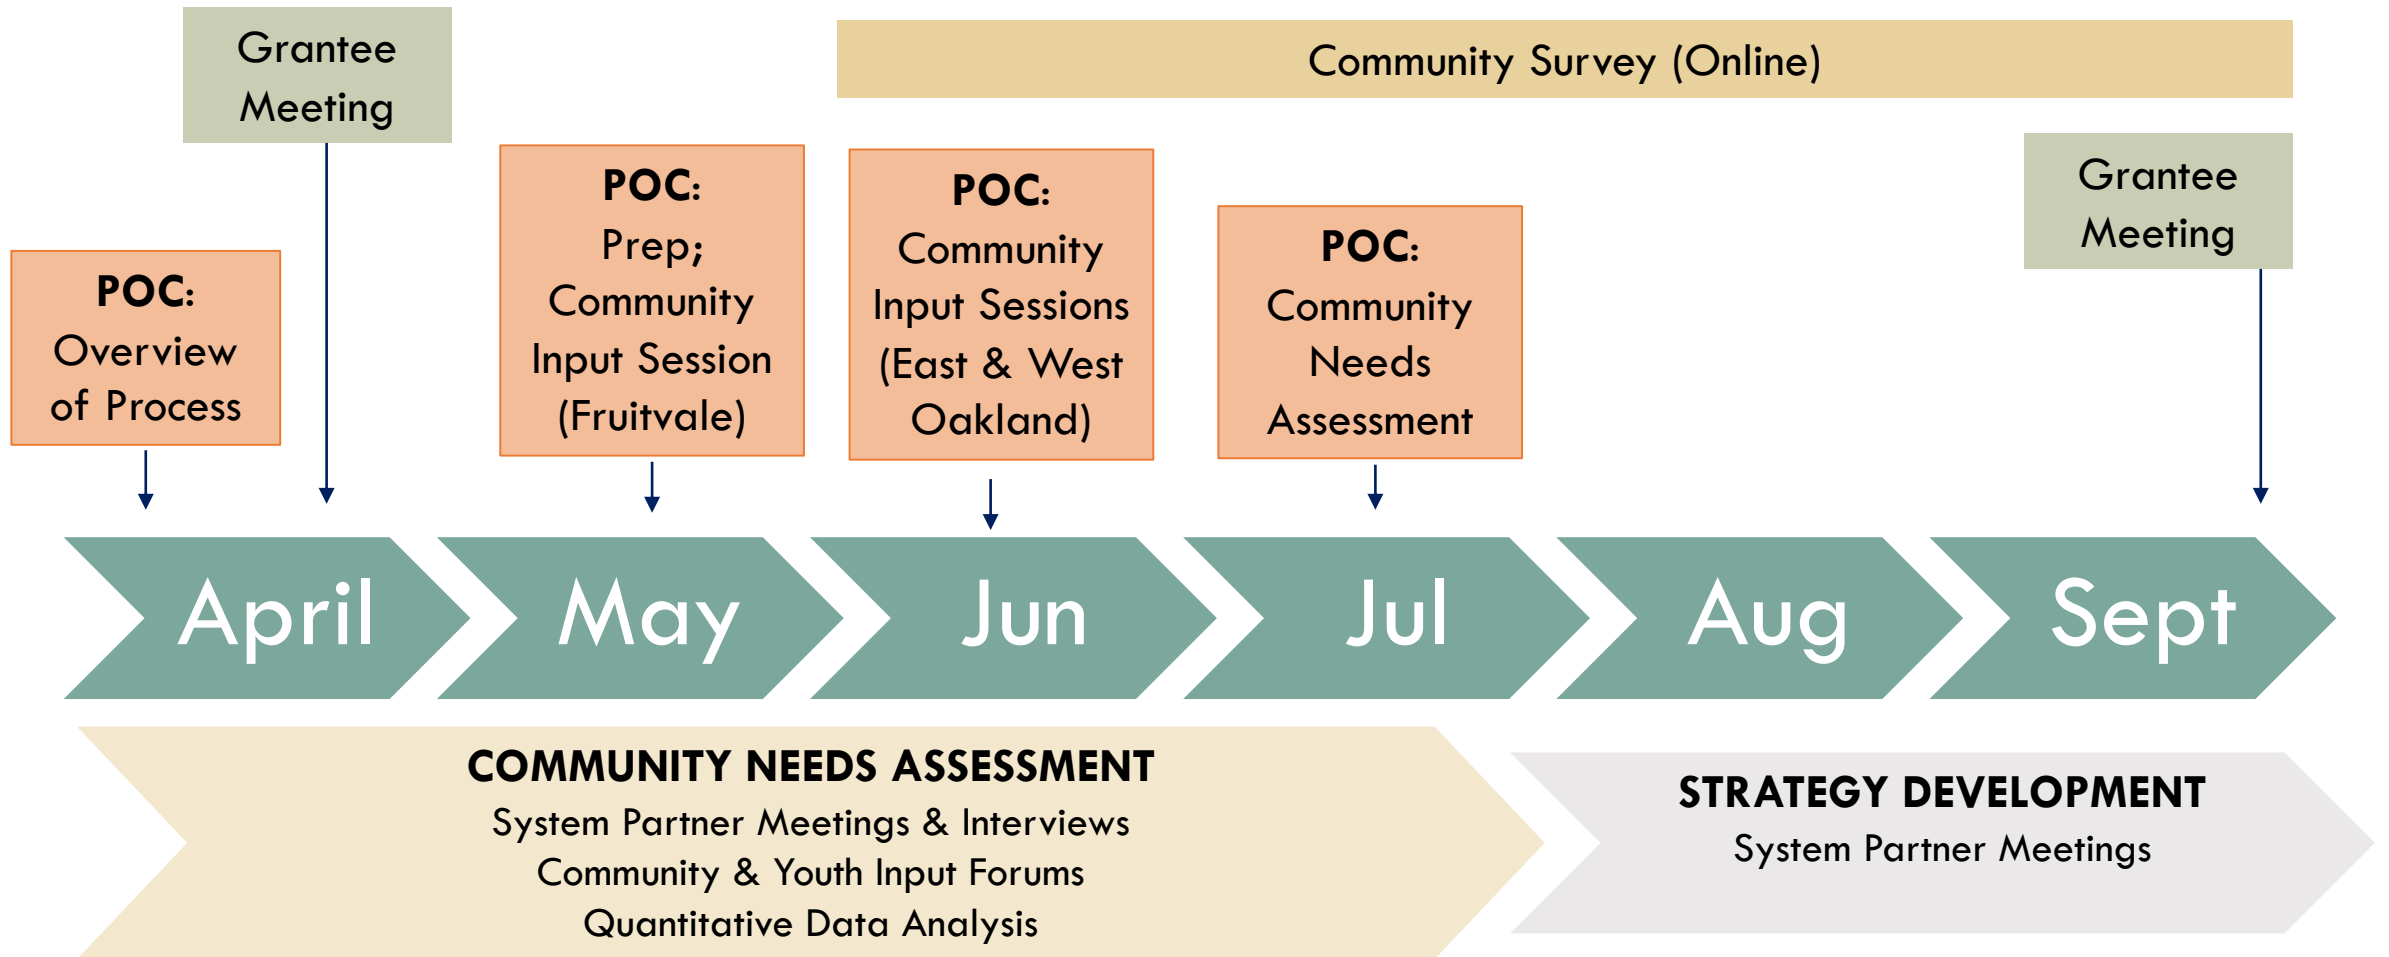 Grantee
Meeting
Community Survey (Online)
POC:
Overview
of Process
POC:
Prep;
Community
Input Session
(Fruitvale)
POC:
Community
Input Sessions
(East & West
Oakland)
POC:
Community
Needs
Assessment
Grantee
Meeting
April
May
Jun
Jul
Aug
Sept
COMMUNITY NEEDS ASSESSMENT
System Partner Meetings & Interviews
Community & Youth Input Forums
Quantitative Data Analysis
STRATEGY DEVELOPMENT
System Partner Meetings